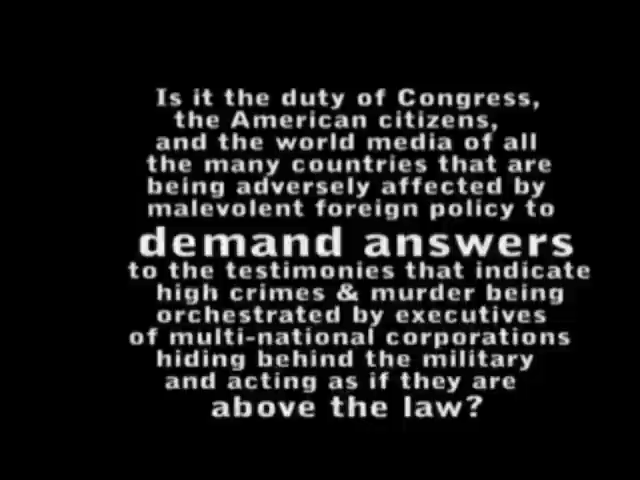 Is it the duty of Congress,
the American citizens,
and the world media of all
the many countries that are
being adversely affected by
malevolent foreign policy to
demand answers
to the testimonies that indicate
high crimes & murder being
orchestrated by executives
of multi-national corporations
hiding behind the military
and acting as if they are
above the law?